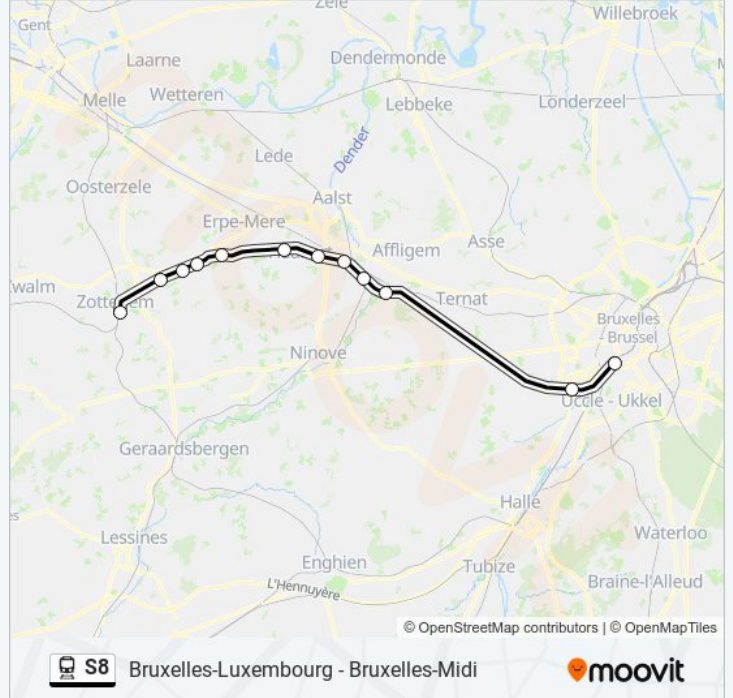 Zele
Willebroek
Gent
Laarne
Dendermonde
Melle
Wetteren
Lebbeke
Londerzeel
Dender
Lede
Oosterzele
Aalst
Erpe-Mere
Asse
Affligem
Zwalm
Zottegem
Ternat
Bruxelles
- Brussel
Ninove
Uccle - Ukkel
Geraardsbergen
Halle
Lessines
Waterloo
Enghien
Tubize
L'Hennuyère
Braine-l'Alleud
© OpenStreetMap contributors | © OpenMapTiles
S8 Bruxelles-Luxembourg - Bruxelles-Midi
moovit